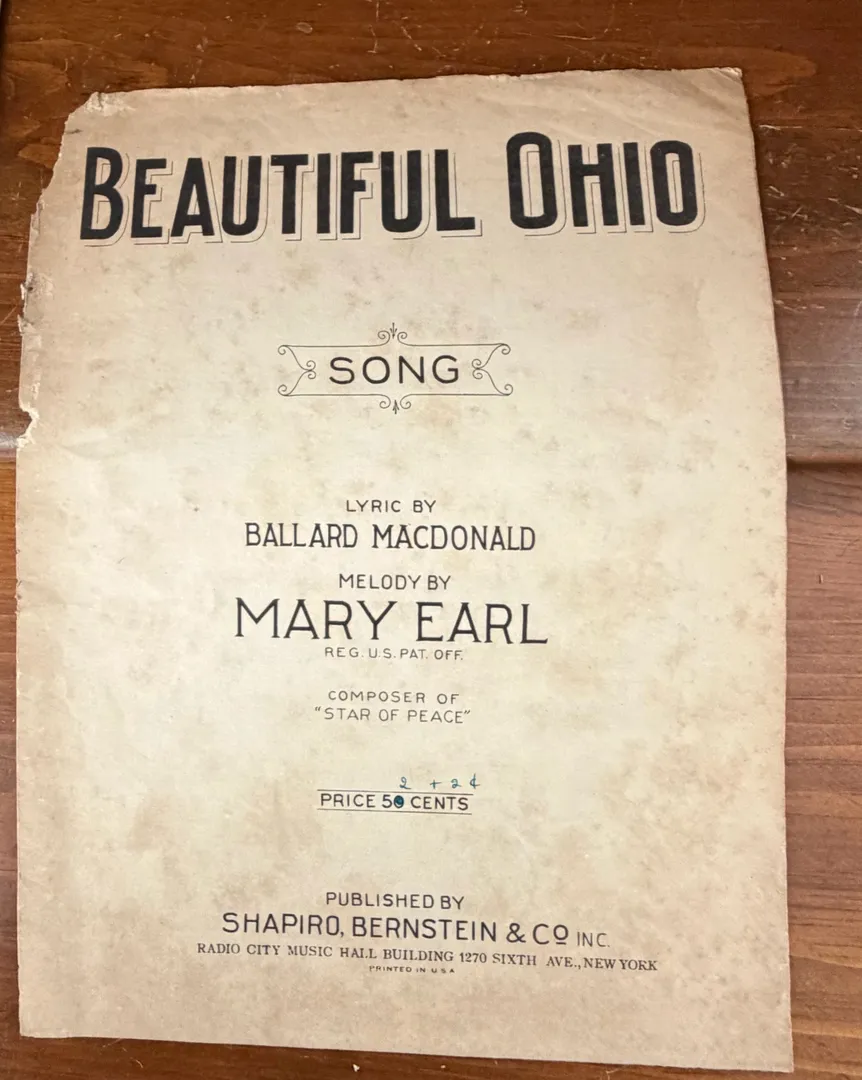 BEAUTIFUL OHIO
SONG
LYRIC BY
BALLARD MACDONALD
MELODY BY
MARY EARL
REG. U.S. PAT. OFF.
COMPOSER OF
"STAR OF PEACE"
2 + 2¢
PRICE 50 CENTS
PUBLISHED BY
SHAPIRO, BERNSTEIN & CO INC.
RADIO CITY MUSIC HALL BUILDING 1270 SIXTH AVE., NEW YORK
PRINTED IN U S A